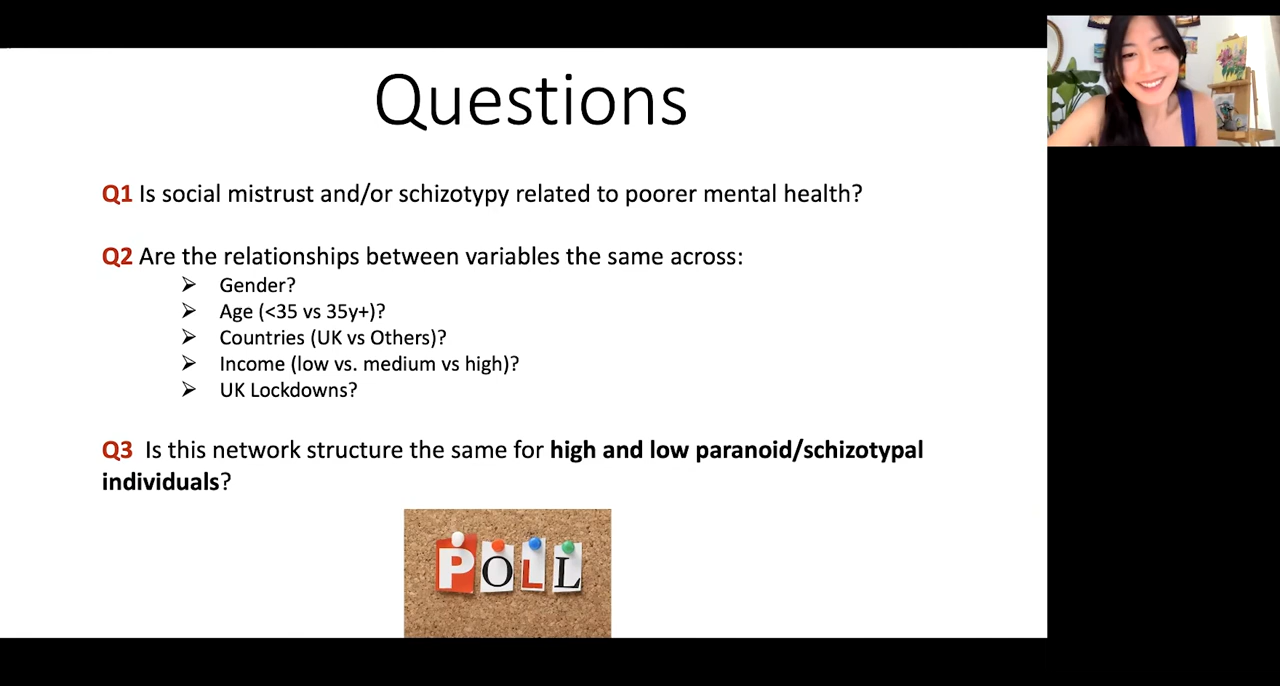 Questions
Q1 Is social mistrust and/or schizotypy related to poorer mental health?
Q2 Are the relationships between variables the same across:
➢ Gender?
➢ Age (<35 vs 35y+)?
➢ Countries (UK vs Others)?
➢ Income (low vs. medium vs high)?
➢ UK Lockdowns?
Q3 Is this network structure the same for high and low paranoid/schizotypal
individuals?
POLL